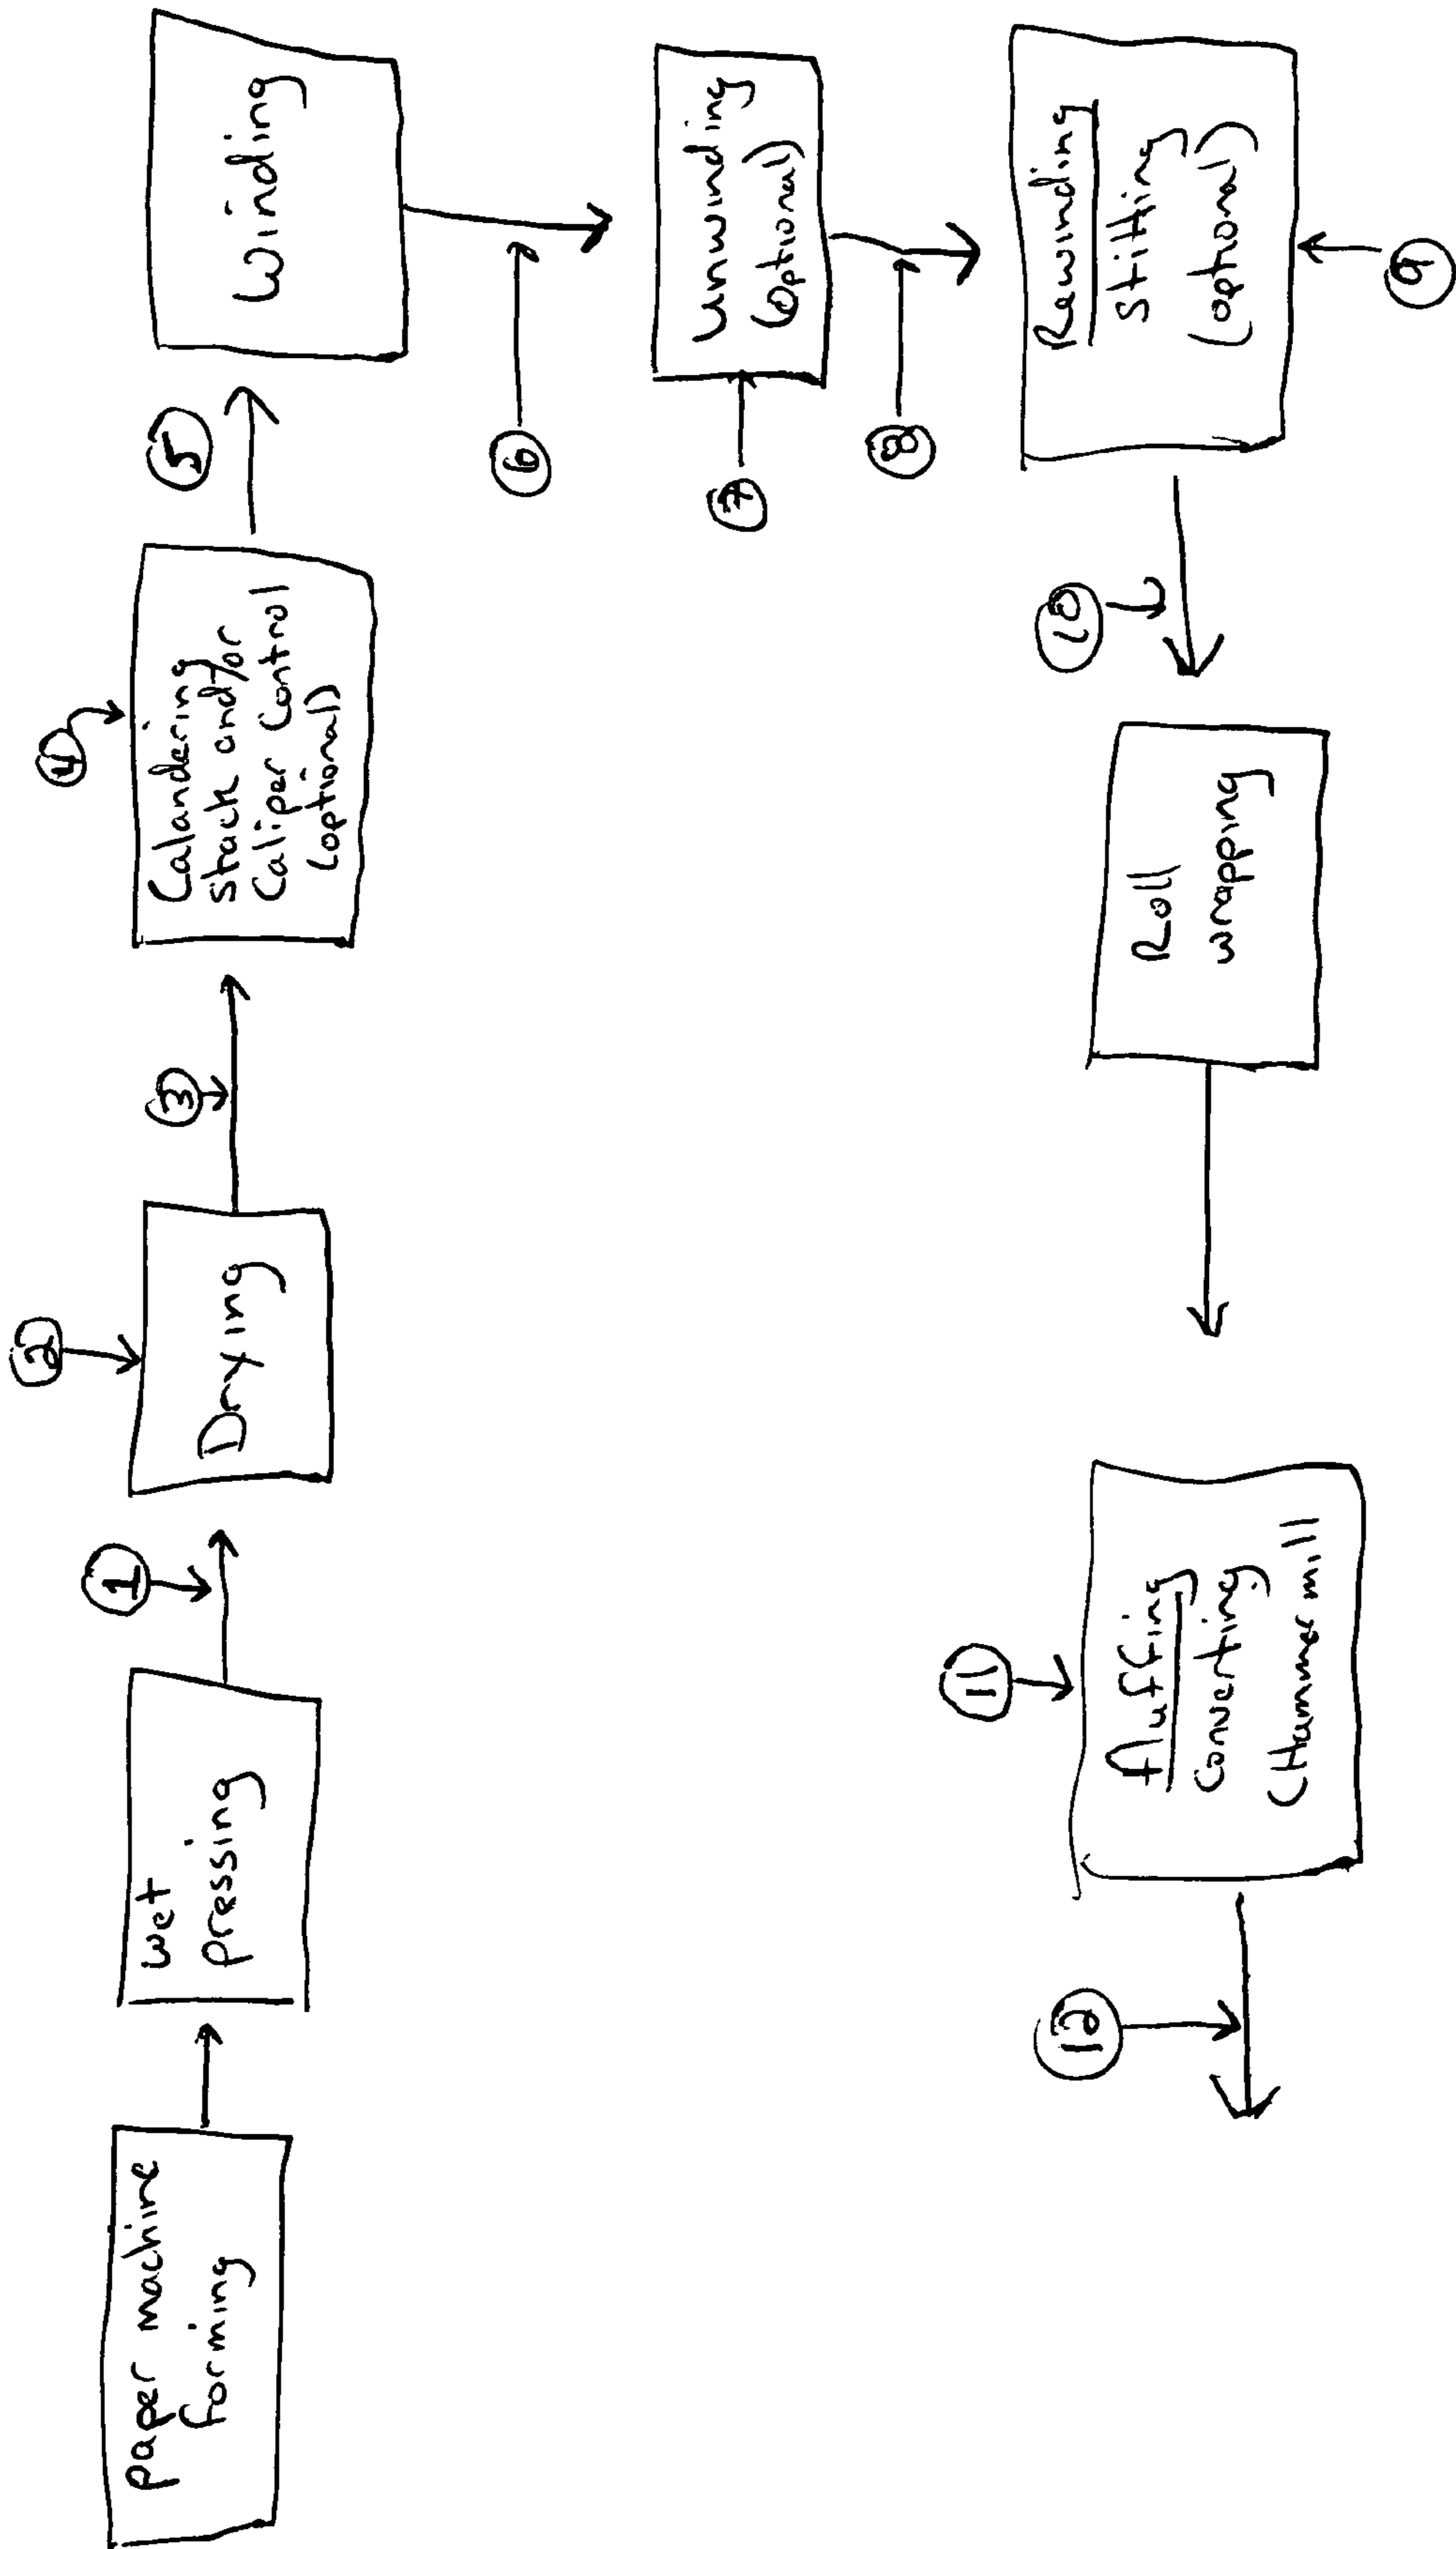 Paper machine
forming
wet
pressing
1
Drying
2
3
Calandering
stack and/or
Caliper Control
(optional)
4
5
Winding
6
Unwinding
(optional)
7
8
Rewinding
Stitting
(optional)
9
10
Roll
wrapping
fluffing
Converting
(Hammer mill
11
12